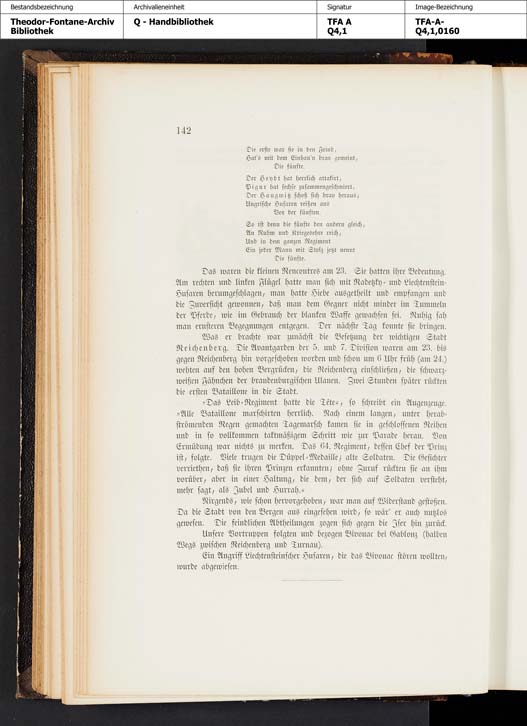 Bestandsbezeichnung
Theodor-Fontane-Archiv
Bibliothek
Archivalieneinheit
Q - Handbibliothek
Signatur
TFA A
Q4,1
Image-Bezeichnung
TFA-A-
Q4,1,0160
142
Die erste war sie in den Feind,
Hat's mit dem Einhau'n brav gemeint,
Die fünfte.
Der Heydt hat herrlich attakirt,
Pigur hat sechse zusammengeschmiert,
Der Haugwitz schoß sich brav heraus,
Ungrische Husaren reißen aus
Vor der fünften.
So ist denn die fünfte den andern gleich,
An Ruhm und Kriegesehre reich,
Und in dem ganzen Regiment
Ein jeder Mann mit Stolz jetzt nennt
Die fünfte.
Das waren die kleinen Rencontres am 23. Sie hatten ihre Bedeutung.
Am rechten und linken Flügel hatte man sich mit Radetzky- und Liechtenstein-
Husaren herumgeschlagen, man hatte Hiebe ausgetheilt und empfangen und
die Zuversicht gewonnen, daß man dem Gegner nicht minder im Tummeln
der Pferde, wie im Gebrauch der blanken Waffe gewachsen sei. Ruhig sah
man ernsteren Begegnungen entgegen. Der nächste Tag konnte sie bringen.
Was er brachte war zunächst die Besetzung der wichtigen Stadt
Reichenberg. Die Avantgarden der 5. und 7. Division waren am 23. bis
gegen Reichenberg hin vorgeschoben worden und schon um 6 Uhr früh (am 24.)
wehten auf den hohen Bergrücken, die Reichenberg einschließen, die schwarz-
weißen Fähnchen der brandenburgischen Ulanen. Zwei Stunden später rückten
die ersten Bataillone in die Stadt.
»Das Leib-Regiment hatte die Tête«, so schreibt ein Augenzeuge.
»Alle Bataillone marschirten herrlich. Nach einem langen, unter herab-
strömenden Regen gemachten Tagemarsch kamen sie in geschlossenen Reihen
und in so vollkommen taktmäßigem Schritt wie zur Parade heran. Von
Ermüdung war nichts zu merken. Das 64. Regiment, dessen Chef der Prinz
ist, folgte. Viele trugen die Düppel-Medaille; alte Soldaten. Die Gesichter
verriethen, daß sie ihren Prinzen erkannten; ohne Zuruf rückten sie an ihm
vorüber, aber in einer Haltung, die dem, der sich auf Soldaten versteht,
mehr sagt, als Jubel und Hurrah.«
Nirgends, wie schon hervorgehoben, war man auf Widerstand gestoßen.
Da die Stadt von den Bergen aus eingesehen wird, so wär' er auch nutzlos
gewesen. Die feindlichen Abtheilungen zogen sich gegen die Iser hin zurück.
Unsere Vortruppen folgten und bezogen Bivouac bei Gablonz (halben
Wegs zwischen Reichenberg und Turnau).
Ein Angriff Liechtensteinscher Husaren, die das Bivouac stören wollten,
wurde abgewiesen.